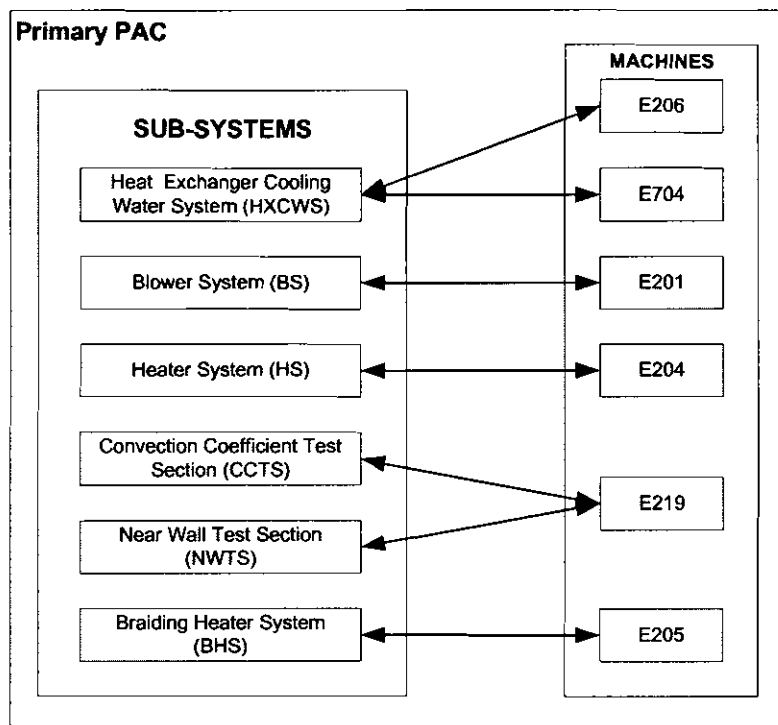 Primary PAC
SUB-SYSTEMS
Heat Exchanger Cooling
Water System (HXCWS)
Blower System (BS)
Heater System (HS)
Convection Coefficient Test
Section (CCTS)
Near Wall Test Section
(NWTS)
Braiding Heater System
(BHS)
MACHINES
E206
E704
E201
E204
E219
E205